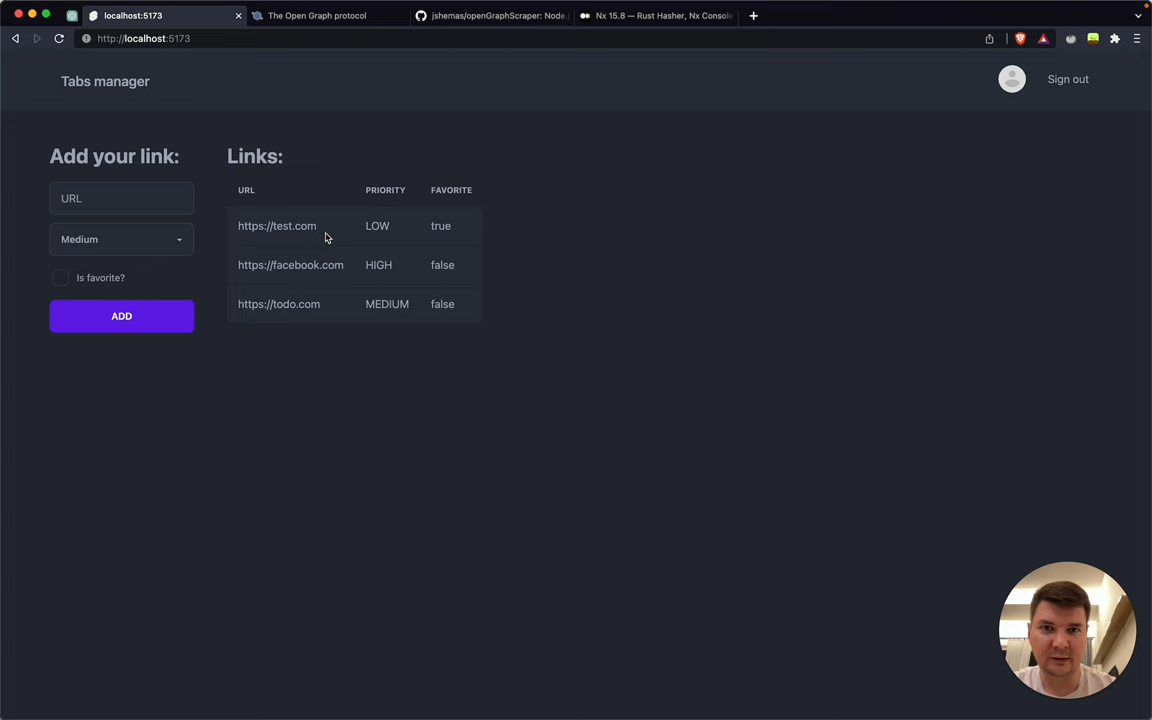 localhost:5173
The Open Graph protocol
jshemas/openGraphScraper: Node.
Nx 15.8 — Rust Hasher, Nx Console
http://localhost:5173
Tabs manager
Sign out
Add your link:
URL
Medium
Is favorite?
ADD
Links:
URL PRIORITY FAVORITE
https://test.com LOW true
https://facebook.com HIGH false
https://todo.com MEDIUM false